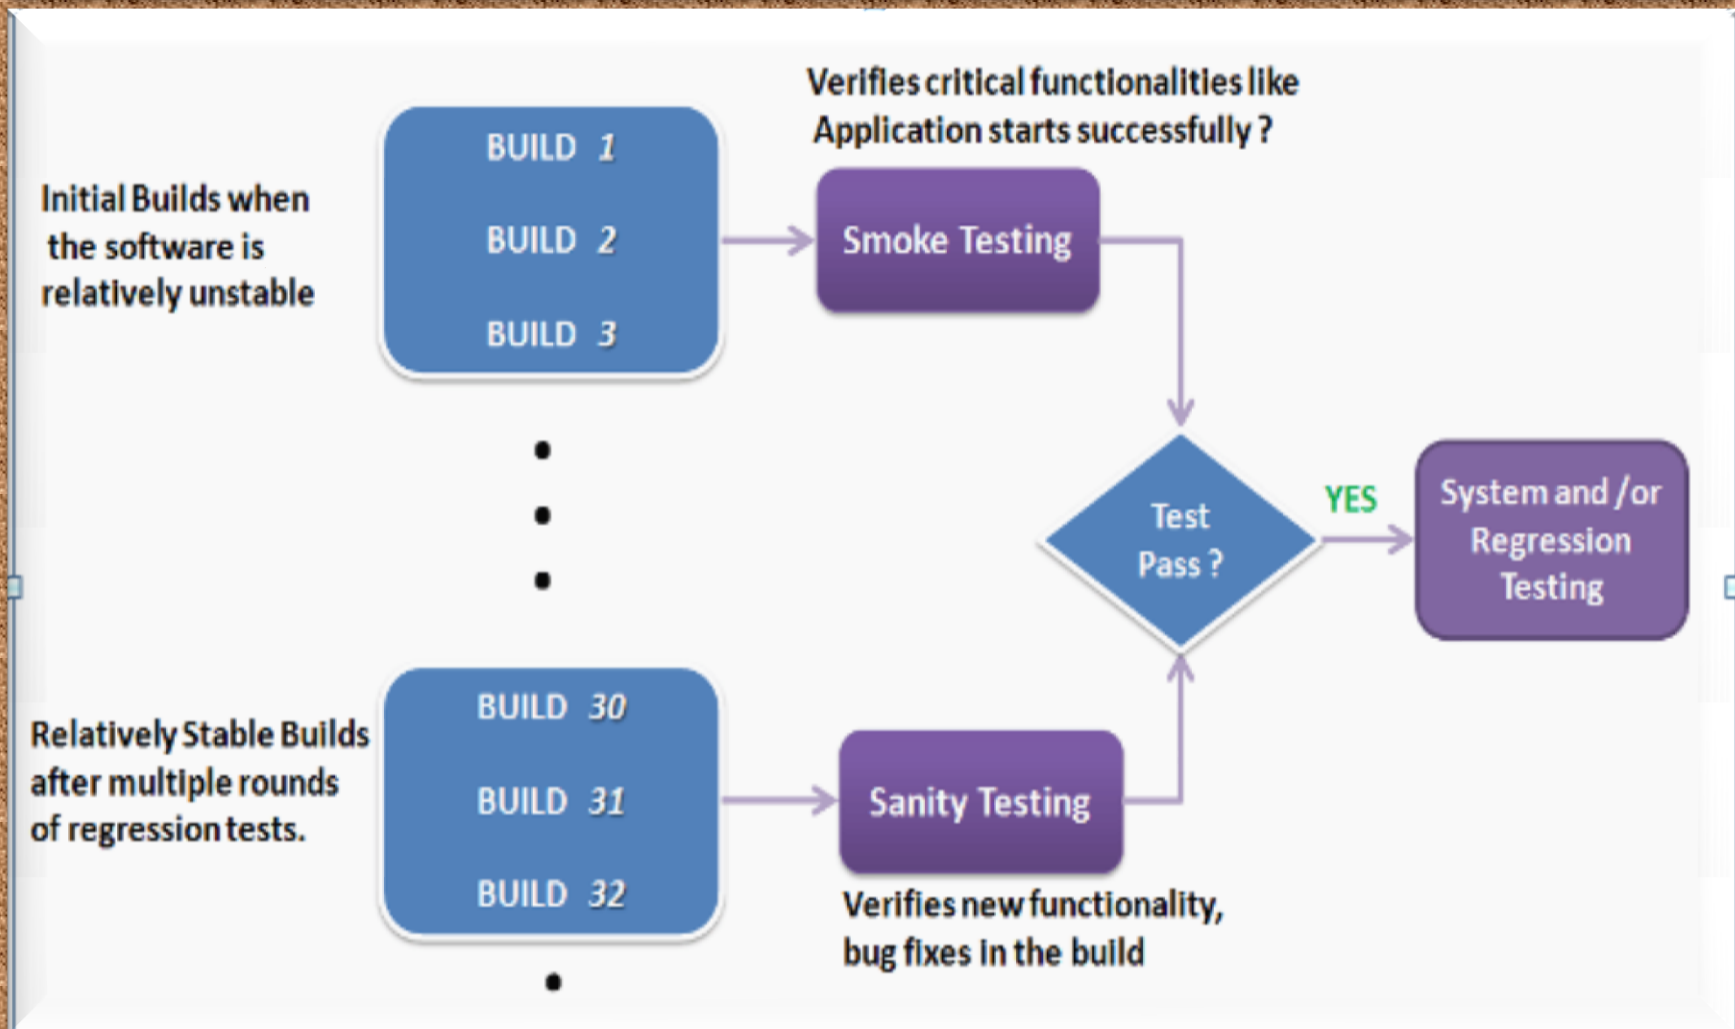 Verifies critical functionalities like
Application starts successfully ?
Initial Builds when
the software is
relatively unstable
BUILD 1
BUILD 2
BUILD 3
Smoke Testing
Test
Pass ?
YES
System and /or
Regression
Testing
Relatively Stable Builds
after multiple rounds
of regression tests.
BUILD 30
BUILD 31
BUILD 32
Sanity Testing
Verifies new functionality,
bug fixes in the build